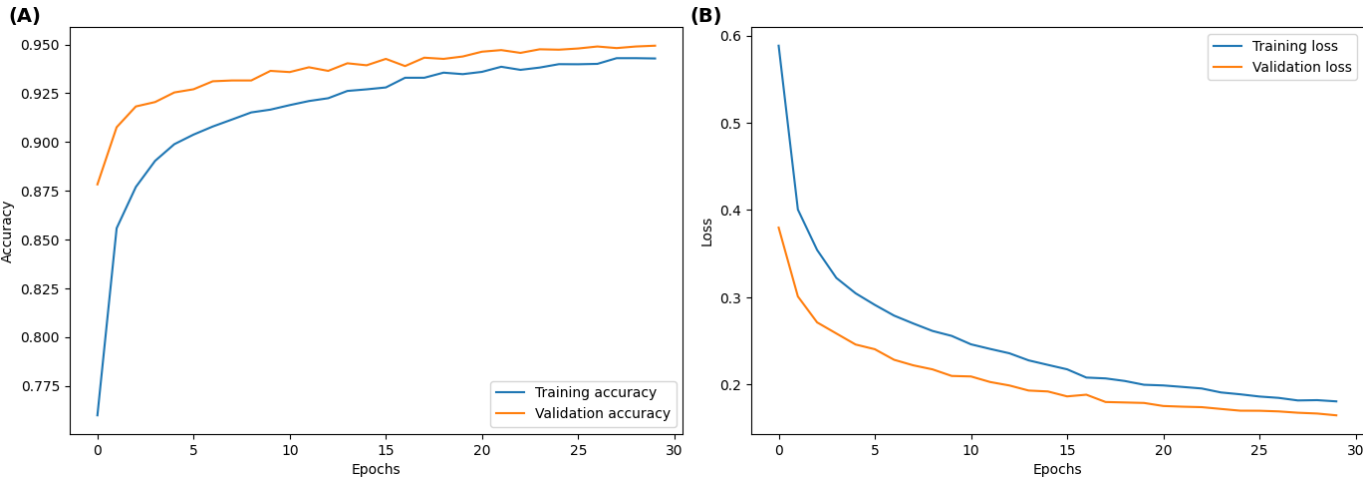 (A)
0.950
0.925
0.900
0.875
0.850
0.825
0.800
0.775
Accuracy
0 5 10 15 20 25 30
Epochs
Training accuracy
Validation accuracy
(B)
0.6
0.5
0.4
0.3
0.2
Loss
0 5 10 15 20 25 30
Epochs
Training loss
Validation loss